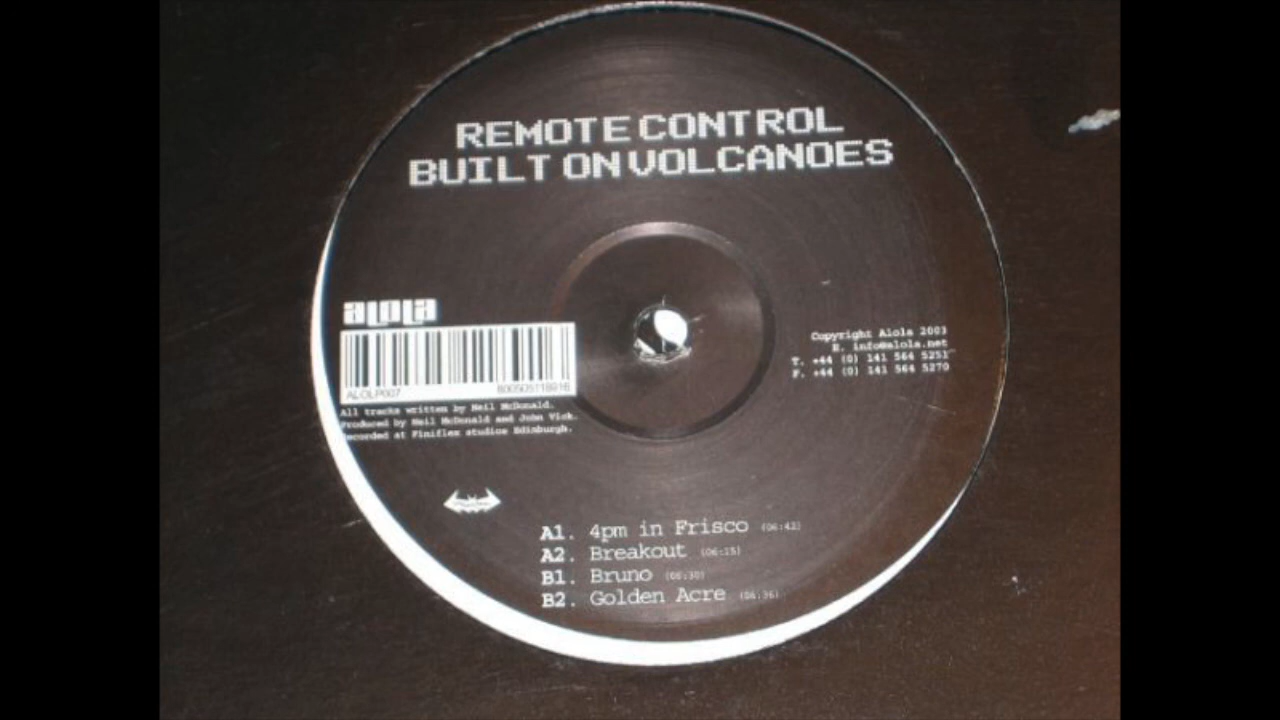 REMOTE CONTROL
BUILT ON VOLCANOES
aLoLa
ALOLP007
Copyright Alola 2003
E. info@alola.net
T. +44 (0) 141 564 5251
F. +44 (0) 141 564 5270
All tracks written by Neil McDonald.
Produced by Neil McDonald and John Vick.
Recorded at Finiflex studios Edinburgh.
A1. 4pm in Frisco (06:42)
A2. Breakout (06:15)
B1. Bruno
B2. Golden Acre (06:36)